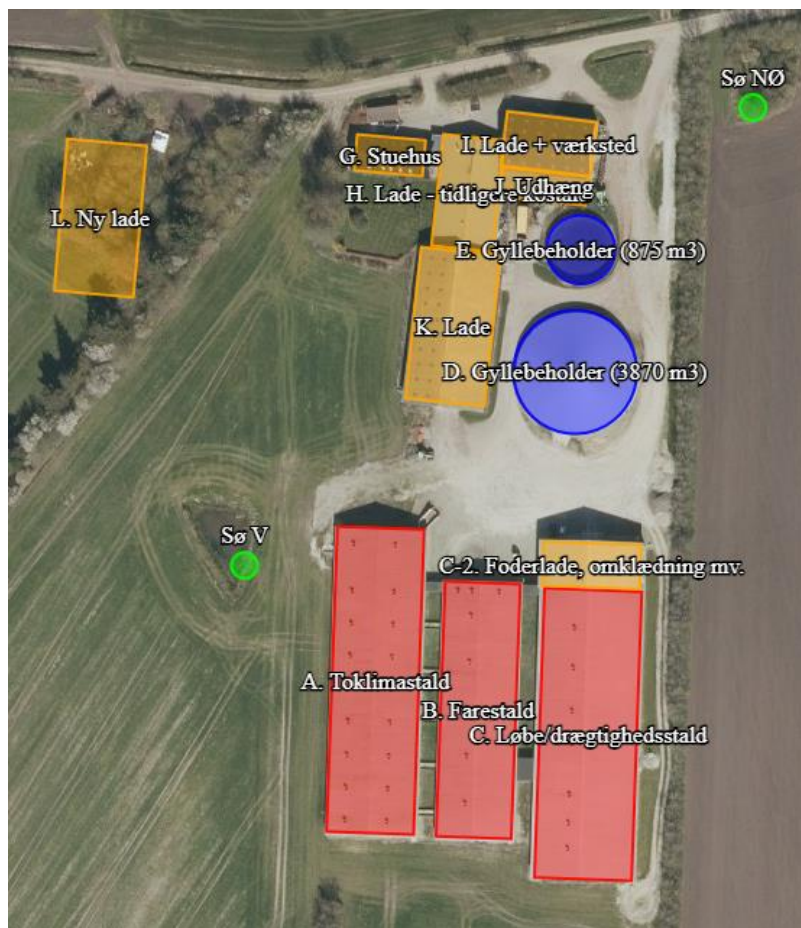 Sø NØ
I. Lade + værksted
G. Stuehus
J. Udhæng
H. Lade - tidligere kostald
L. Ny lade
E. Gyllebeholder (875 m3)
K. Lade
D. Gyllebeholder (3870 m3)
Sø V
C-2. Foderlade, omklædning mv.
A. Toklimastald
B. Farestald
C. Løbe/drægtighedsstald